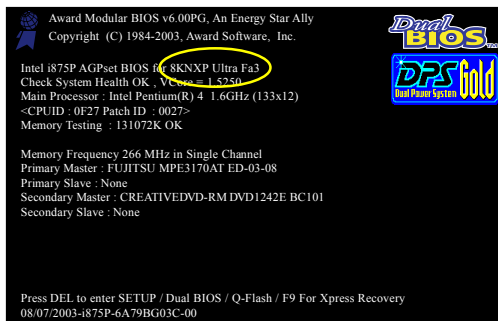 Award Modular BIOS v6.00PG, An Energy Star Ally
Copyright (C) 1984-2003, Award Software, Inc.
Dual
BIOS
Intel i875P AGPset BIOS for 8KNXP Ultra Fa3
Check System Health OK , VCore = 1.5250
Main Processor : Intel Pentium(R) 4 1.6GHz (133x12)
<CPUID : 0F27 Patch ID : 0027>
Memory Testing : 131072K OK
DPS Gold
Dual Power System
Memory Frequency 266 MHz in Single Channel
Primary Master : FUJITSU MPE3170AT ED-03-08
Primary Slave : None
Secondary Master : CREATIVEDVD-RM DVD1242E BC101
Secondary Slave : None
Press DEL to enter SETUP / Dual BIOS / Q-Flash / F9 For Xpress Recovery
08/07/2003-i875P-6A79BG03C-00